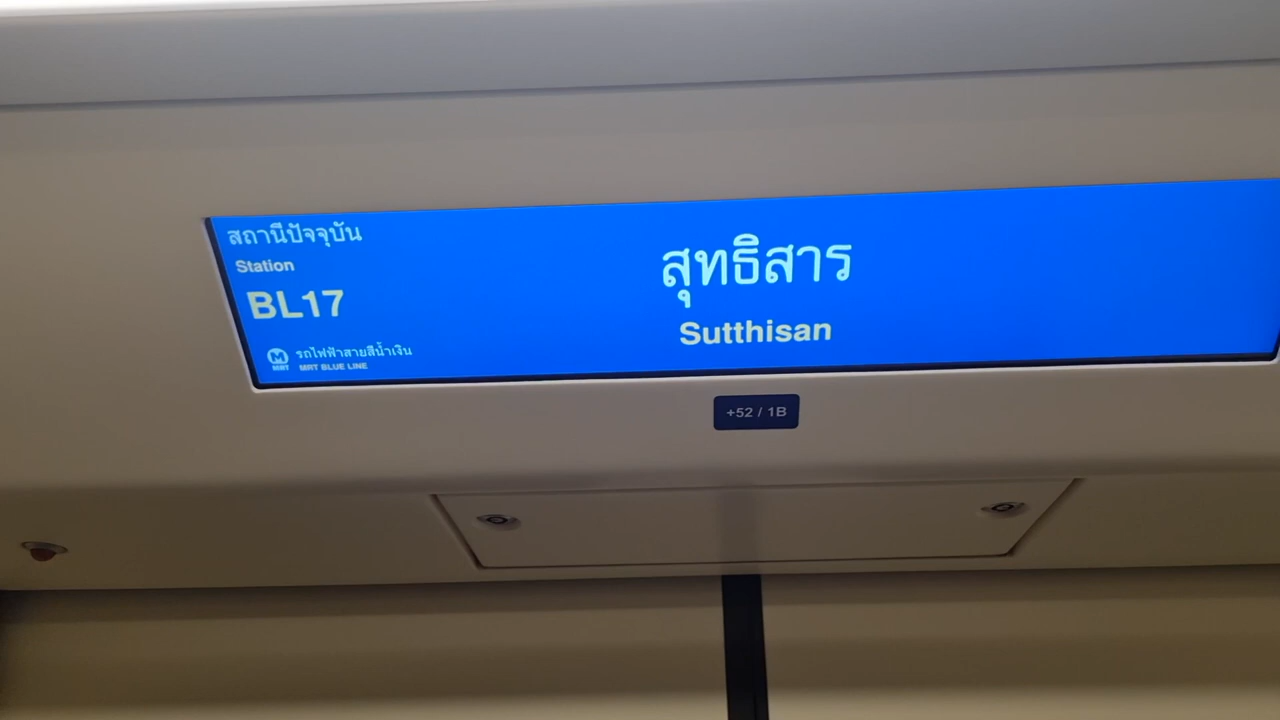 สถานีปัจจุบัน
Station
BL17
M
MRT
รถไฟฟ้าสายสีน้ำเงิน
MRT BLUE LINE
สุทธิสาร
Sutthisan
+52 / 1B